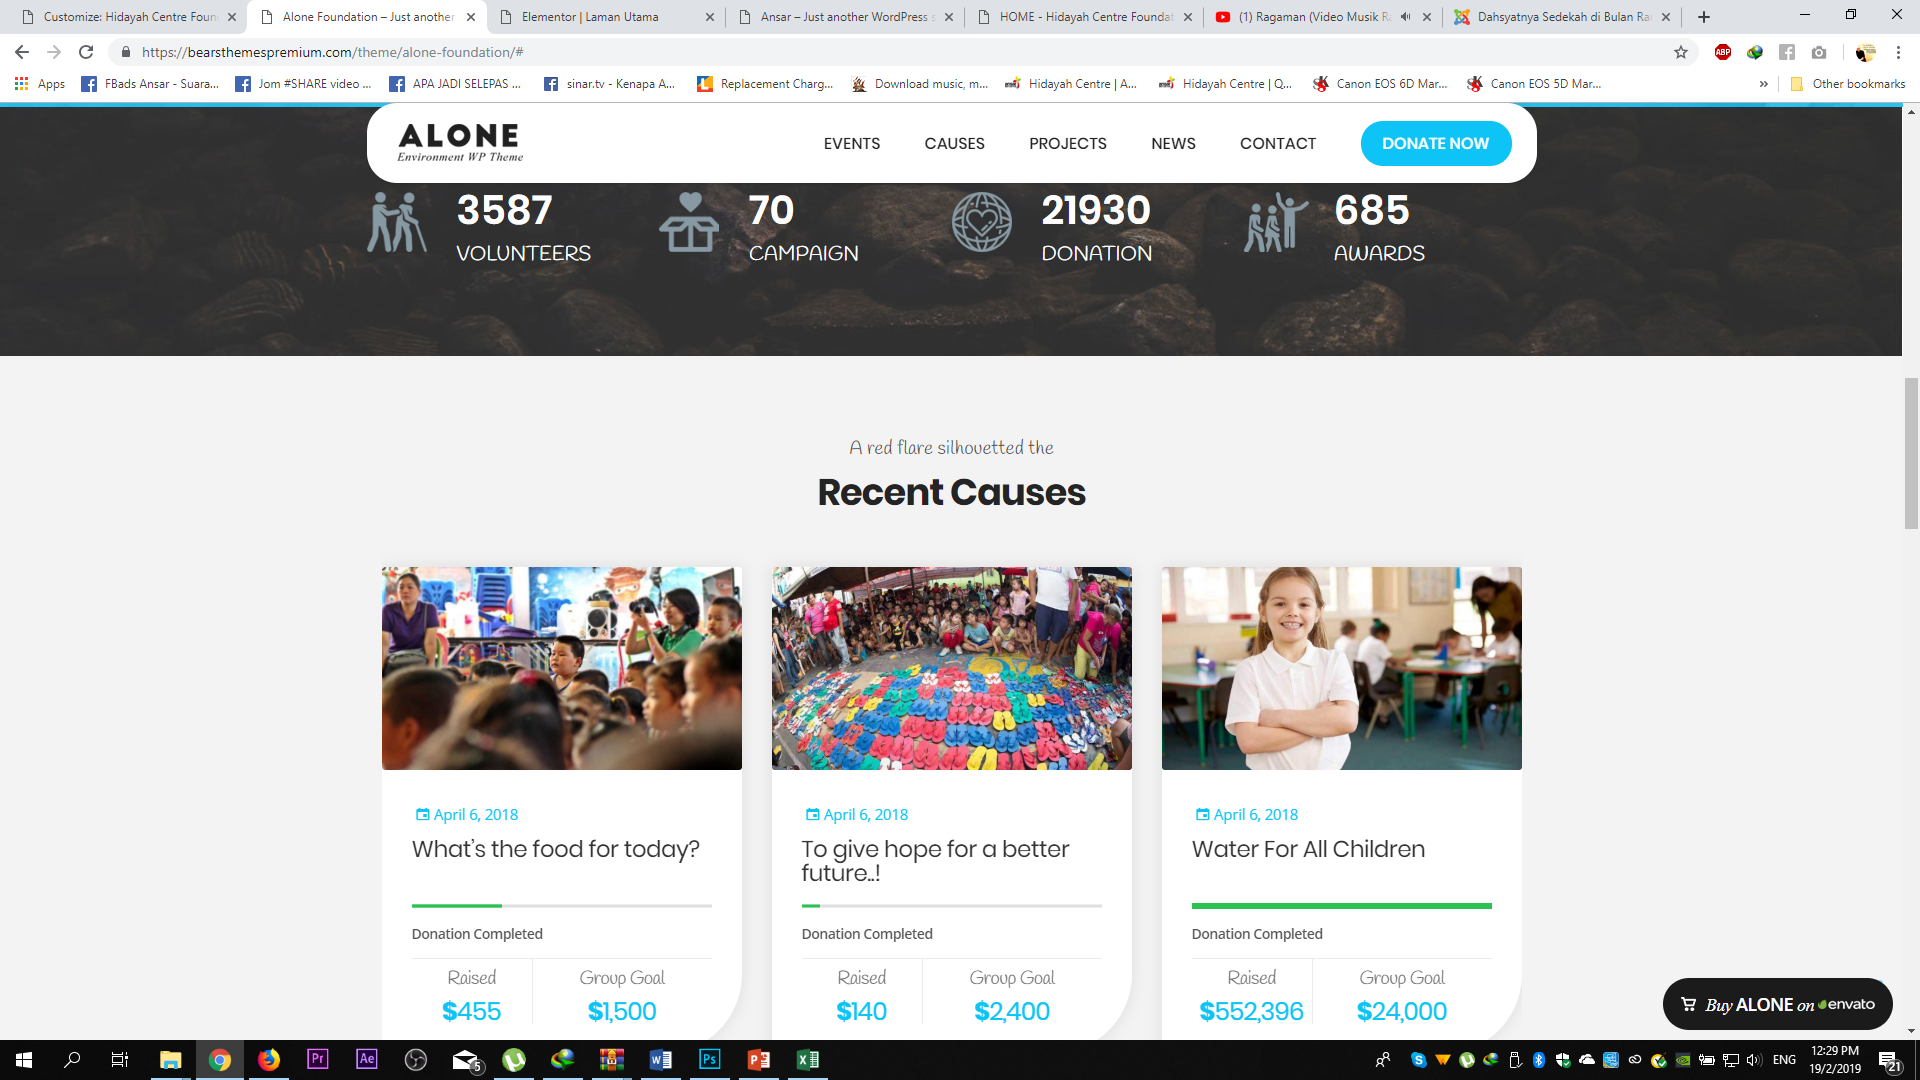 Customize: Hidayah Centre Foun
Alone Foundation – Just another
Elementor | Laman Utama
Ansar – Just another WordPress s
HOME - Hidayah Centre Foundat
(1) Ragaman (Video Musik R
Dahsyatnya Sedekah di Bulan Ra
https://bearsthemespremium.com/theme/alone-foundation/#
ABP
Apps
FBads Ansar - Suara...
Jom #SHARE video ...
APA JADI SELEPAS ...
sinar.tv - Kenapa A...
Replacement Charg...
Download music, m...
Hidayah Centre | A...
Hidayah Centre | Q...
Canon EOS 6D Mar...
Canon EOS 5D Mar...
»
Other bookmarks
ALONE
Environment WP Theme
EVENTS
CAUSES
PROJECTS
NEWS
CONTACT
DONATE NOW
3587
VOLUNTEERS
70
CAMPAIGN
21930
DONATION
685
AWARDS
A red flare silhouetted the
Recent Causes
April 6, 2018
What's the food for today?
Donation Completed
Raised
$455
Group Goal
$1,500
April 6, 2018
To give hope for a better
future..!
Donation Completed
Raised
$140
Group Goal
$2,400
April 6, 2018
Water For All Children
Donation Completed
Raised
$552,396
Group Goal
$24,000
Buy ALONE on envato
Pr
Ae
5
Ps
ENG
12:29 PM
19/2/2019
21